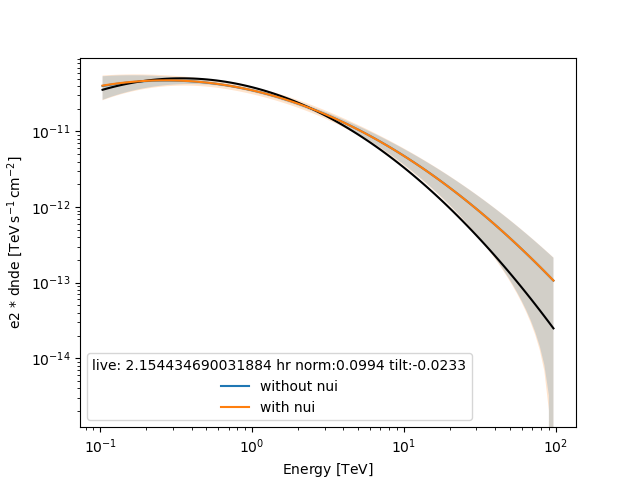 10⁻¹¹
10⁻¹²
10⁻¹³
10⁻¹⁴
e2 * dnde [TeV s⁻¹ cm⁻²]
live: 2.154434690031884 hr norm:0.0994 tilt:-0.0233
without nui
with nui
10⁻¹ 10⁰ 10¹ 10²
Energy [TeV]